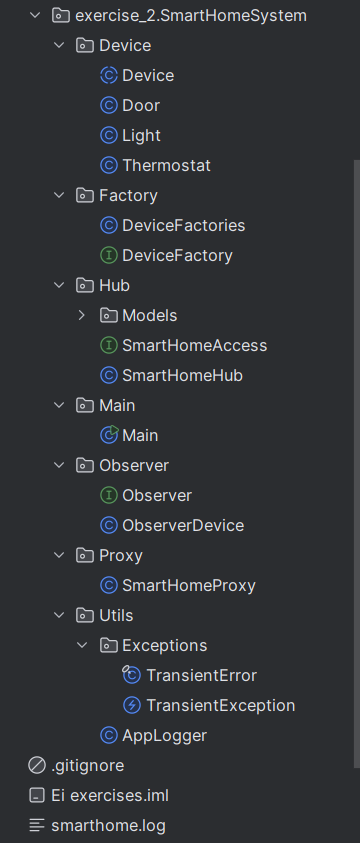 exercise_2.SmartHomeSystem
Device
Device
Door
Light
Thermostat
Factory
DeviceFactories
DeviceFactory
Hub
Models
SmartHomeAccess
SmartHomeHub
Main
Main
Observer
Observer
ObserverDevice
Proxy
SmartHomeProxy
Utils
Exceptions
TransientError
TransientException
AppLogger
.gitignore
Ei exercises.iml
smarthome.log